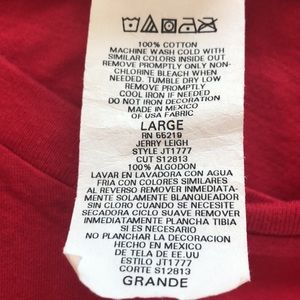 100% COTTON
MACHINE WASH COLD WITH
SIMILAR COLORS INSIDE OUT
REMOVE PROMPTLY ONLY NON-
CHLORINE BLEACH WHEN
NEEDED. TUMBLE DRY LOW
REMOVE PROMPTLY
COOL IRON IF NEEDED
DO NOT IRON DECORATION
MADE IN MEXICO
OF USA FABRIC
LARGE
RN 55219
JERRY LEIGH
STYLE JT1777
CUT S12813
100% ALGODON
LAVAR EN LAVADORA CON AGUA
FRIA CON COLORES SIMILARES
AL REVERSO REMOVER INMEDIATA-
MENTE SOLAMENTE BLANQUEADOR
SIN CLORO CUANDO SE NECESITE
SECADORA CICLO SUAVE REMOVER
INMEDIATAMENTE PLANCHA TIBIA
SI ES NECESARIO
NO PLANCHAR LA DECORACION
HECHO EN MEXICO
DE TELA DE EE.UU
ESTILO JT1777
CORTE S12813
GRANDE